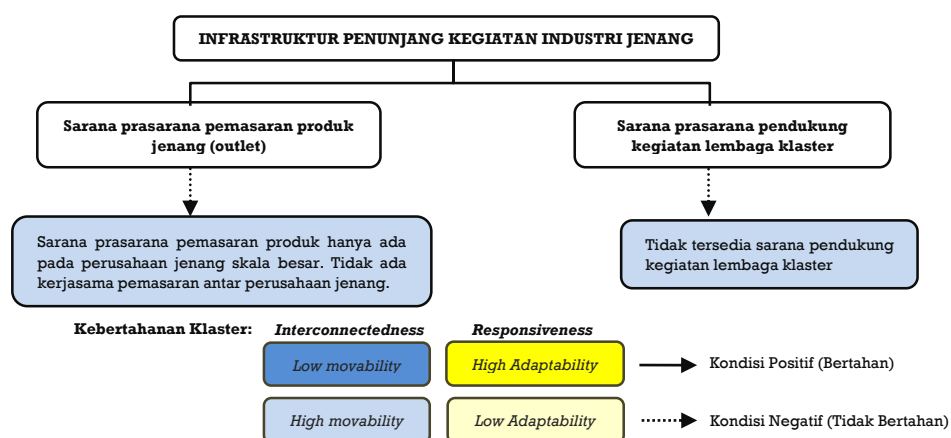 INFRASTRUKTUR PENUNJANG KEGIATAN INDUSTRI JENANG
Sarana prasarana pemasaran produk
jenang (outlet)
Sarana prasarana pendukung
kegiatan lembaga klaster
Sarana prasarana pemasaran produk hanya ada
pada perusahaan jenang skala besar. Tidak ada
kerjasama pemasaran antar perusahaan jenang.
Tidak tersedia sarana pendukung
kegiatan lembaga klaster
Kebertahanan Klaster: Interconnectedness Responsiveness
Low movability High Adaptability Kondisi Positif (Bertahan)
High movability Low Adaptability Kondisi Negatif (Tidak Bertahan)